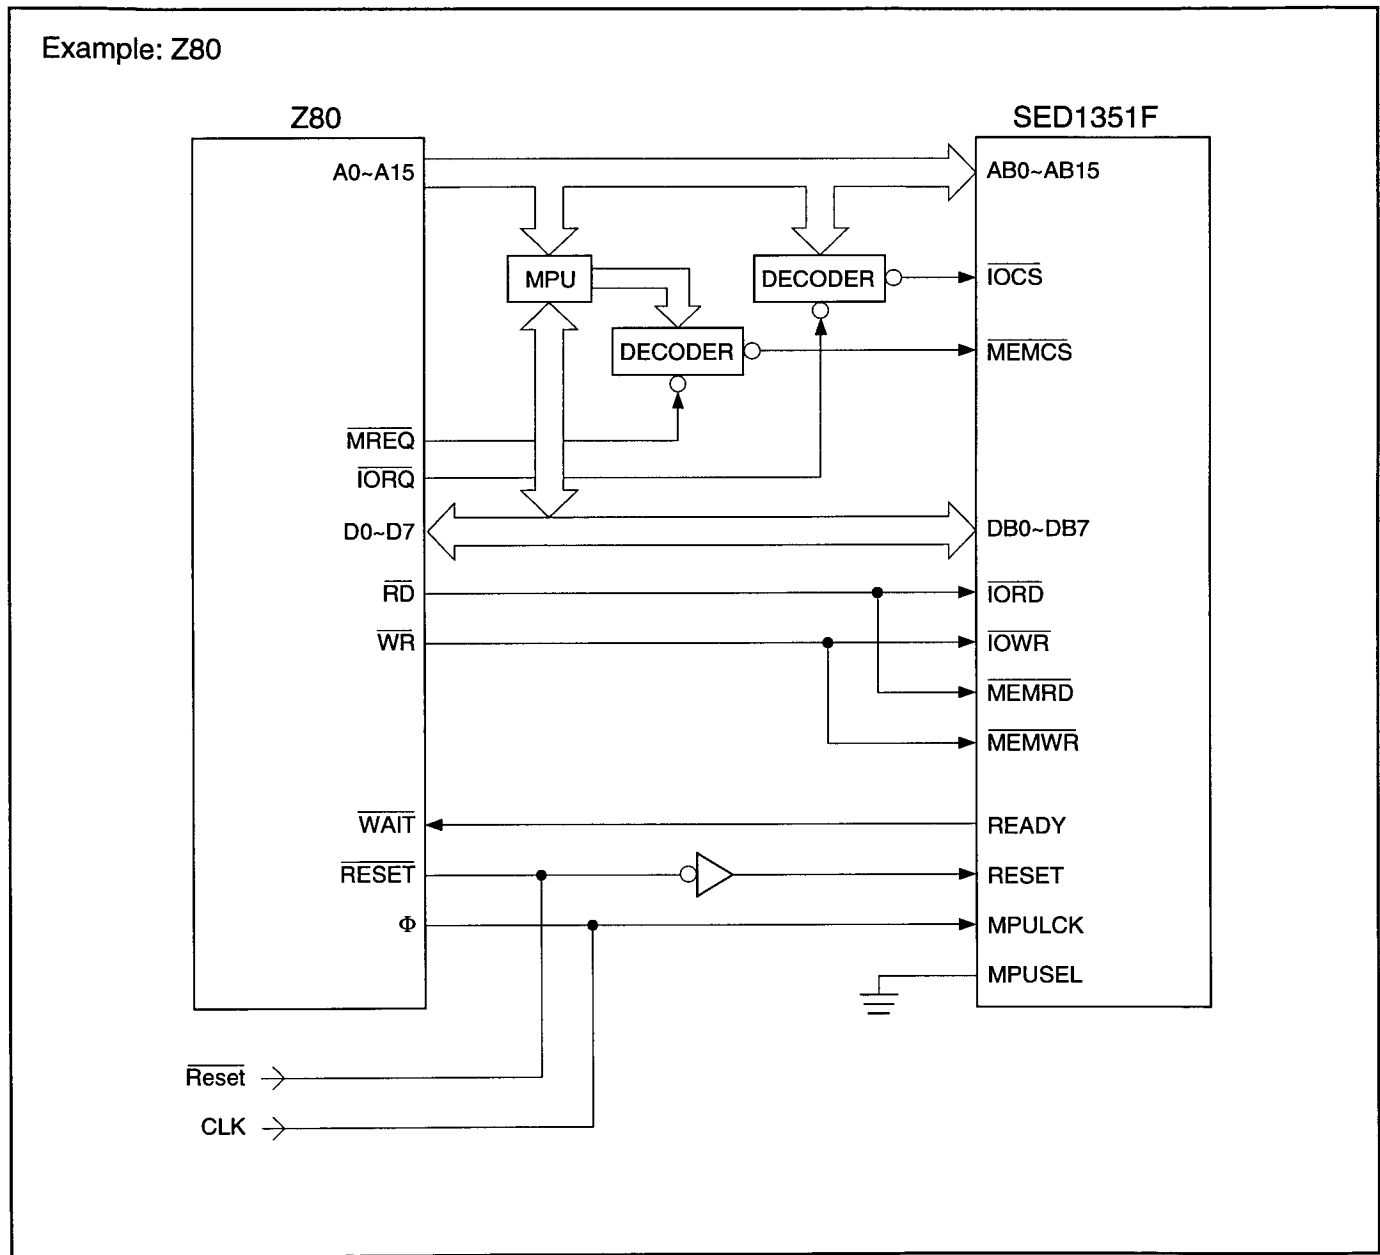 Example: Z80
Z80
SED1351F
A0~A15
AB0~AB15
MPU
DECODER
IOCS
DECODER
MEMCS
MREQ
IORQ
D0~D7
DB0~DB7
RD
IORD
WR
IOWR
MEMRD
MEMWR
WAIT
READY
RESET
RESET
Φ
MPULCK
MPUSEL
Reset
CLK